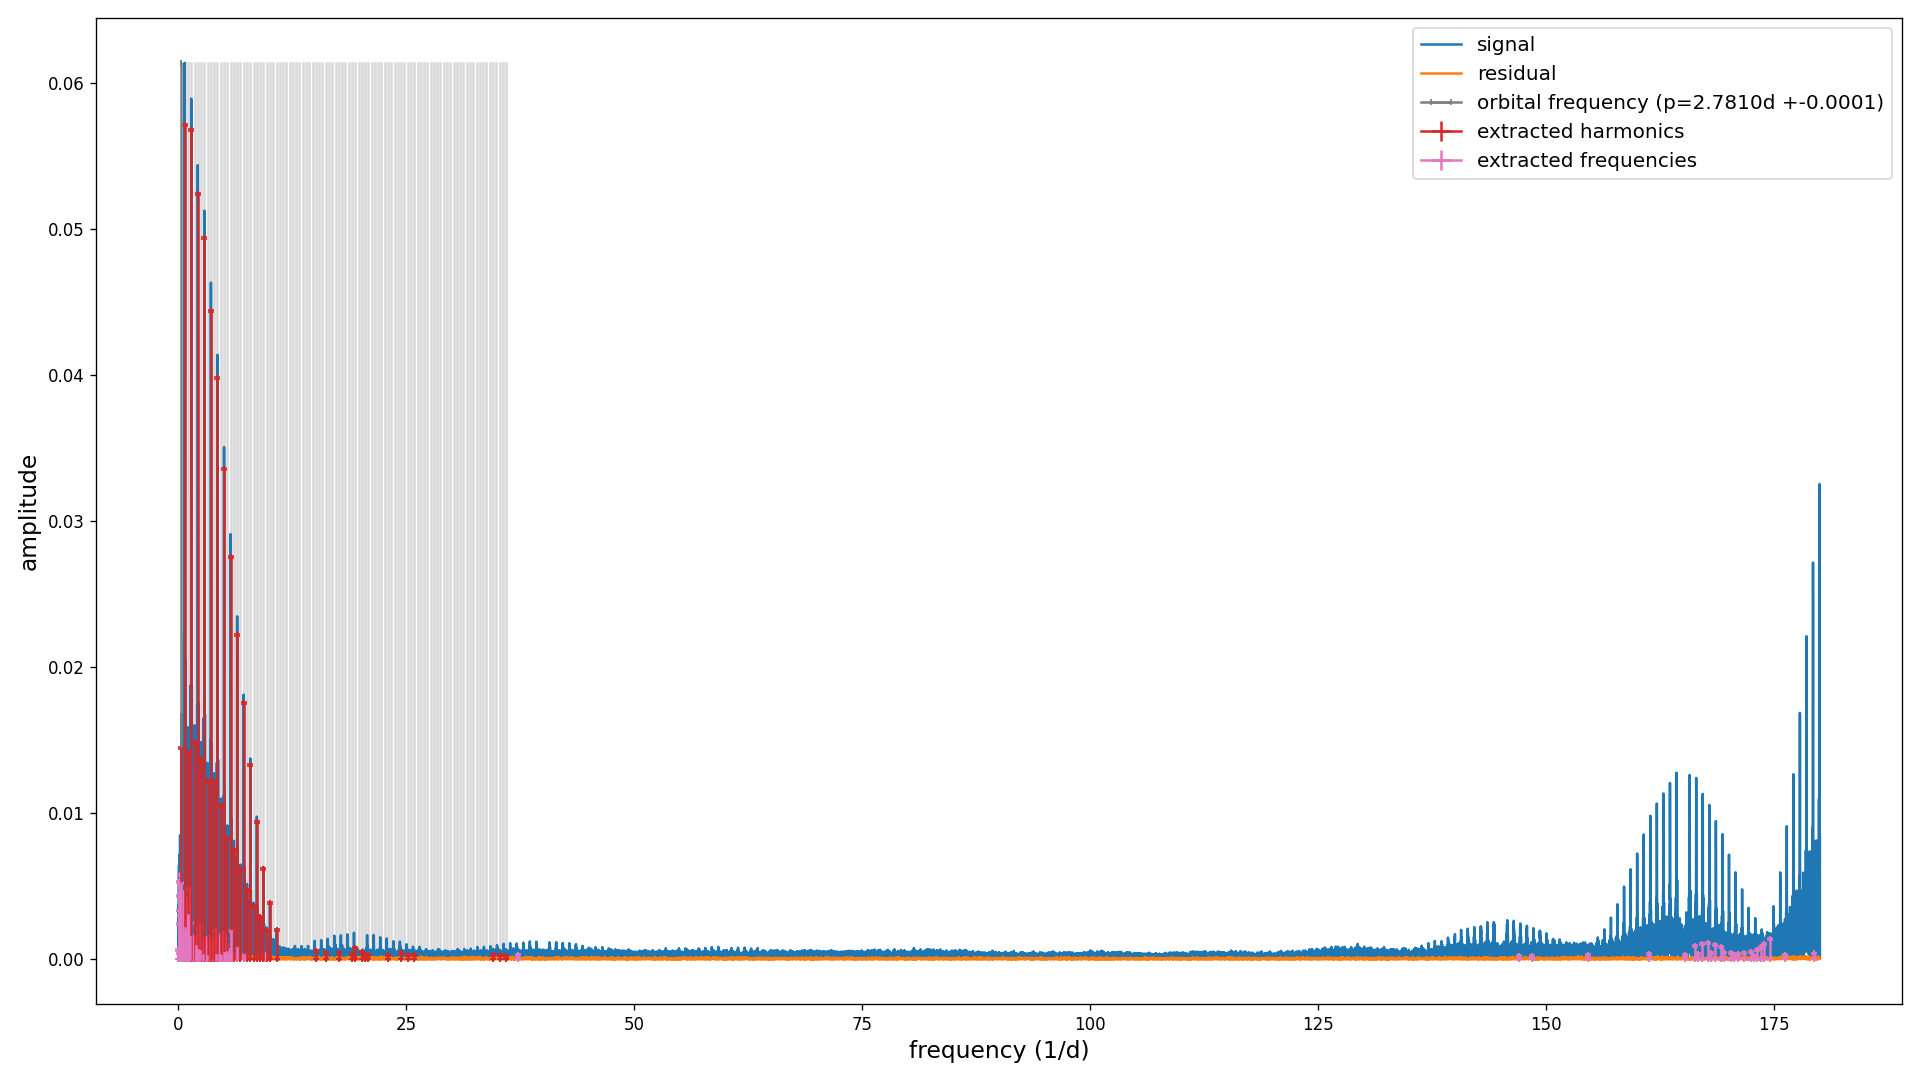 signal
residual
orbital frequency (p=2.7810d +-0.0001)
extracted harmonics
extracted frequencies
amplitude
0.06
0.05
0.04
0.03
0.02
0.01
0.00
0 25 50 75 100 125 150 175
frequency (1/d)